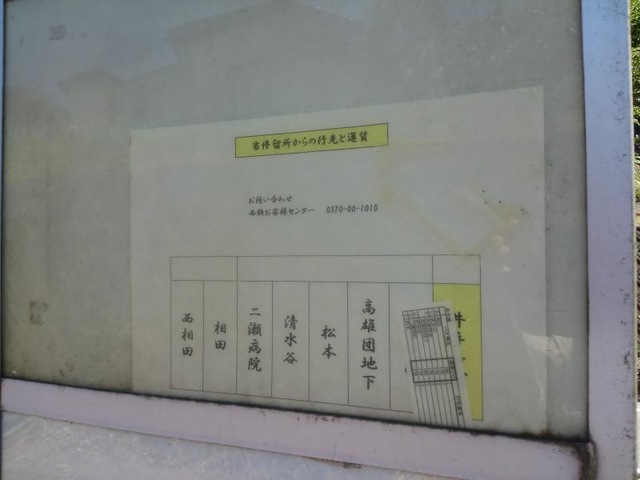 当停留所からの行先と運賃
お問い合わせ
西鉄お客様センター 0570-00-1010
高雄団地下
松本
清水谷
二瀬病院
相田
西相田